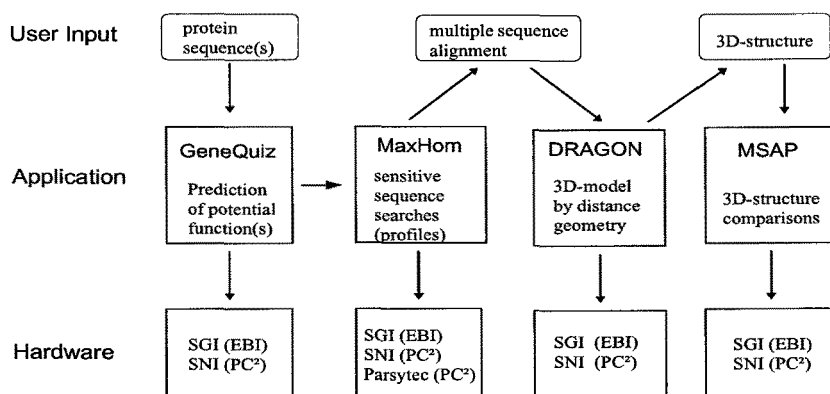 User Input
protein
sequence(s)
multiple sequence
alignment
3D-structure
Application
GeneQuiz
Prediction
of potential
function(s)
MaxHom
sensitive
sequence
searches
(profiles)
DRAGON
3D-model
by distance
geometry
MSAP
3D-structure
comparisons
Hardware
SGI (EBI)
SNI (PC²)
SGI (EBI)
SNI (PC²)
Parsytec (PC²)
SGI (EBI)
SNI (PC²)
SGI (EBI)
SNI (PC²)